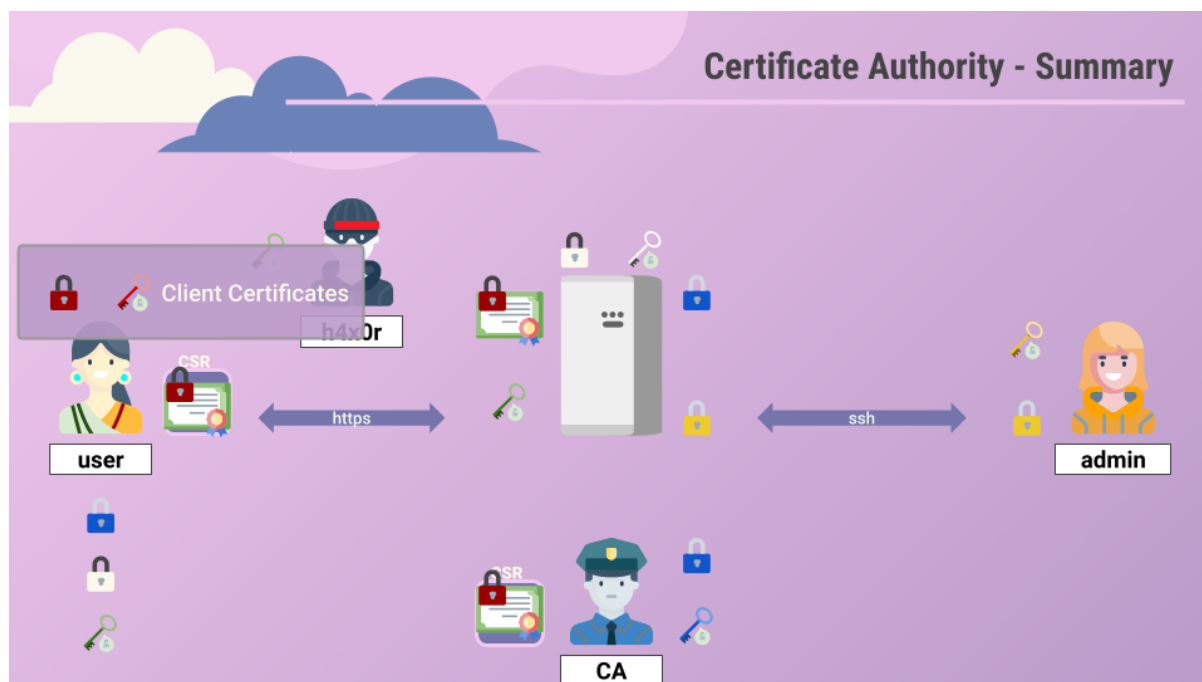 Certificate Authority - Summary
Client Certificates
h4x0r
CSR
https
ssh
user
admin
CSR
CA